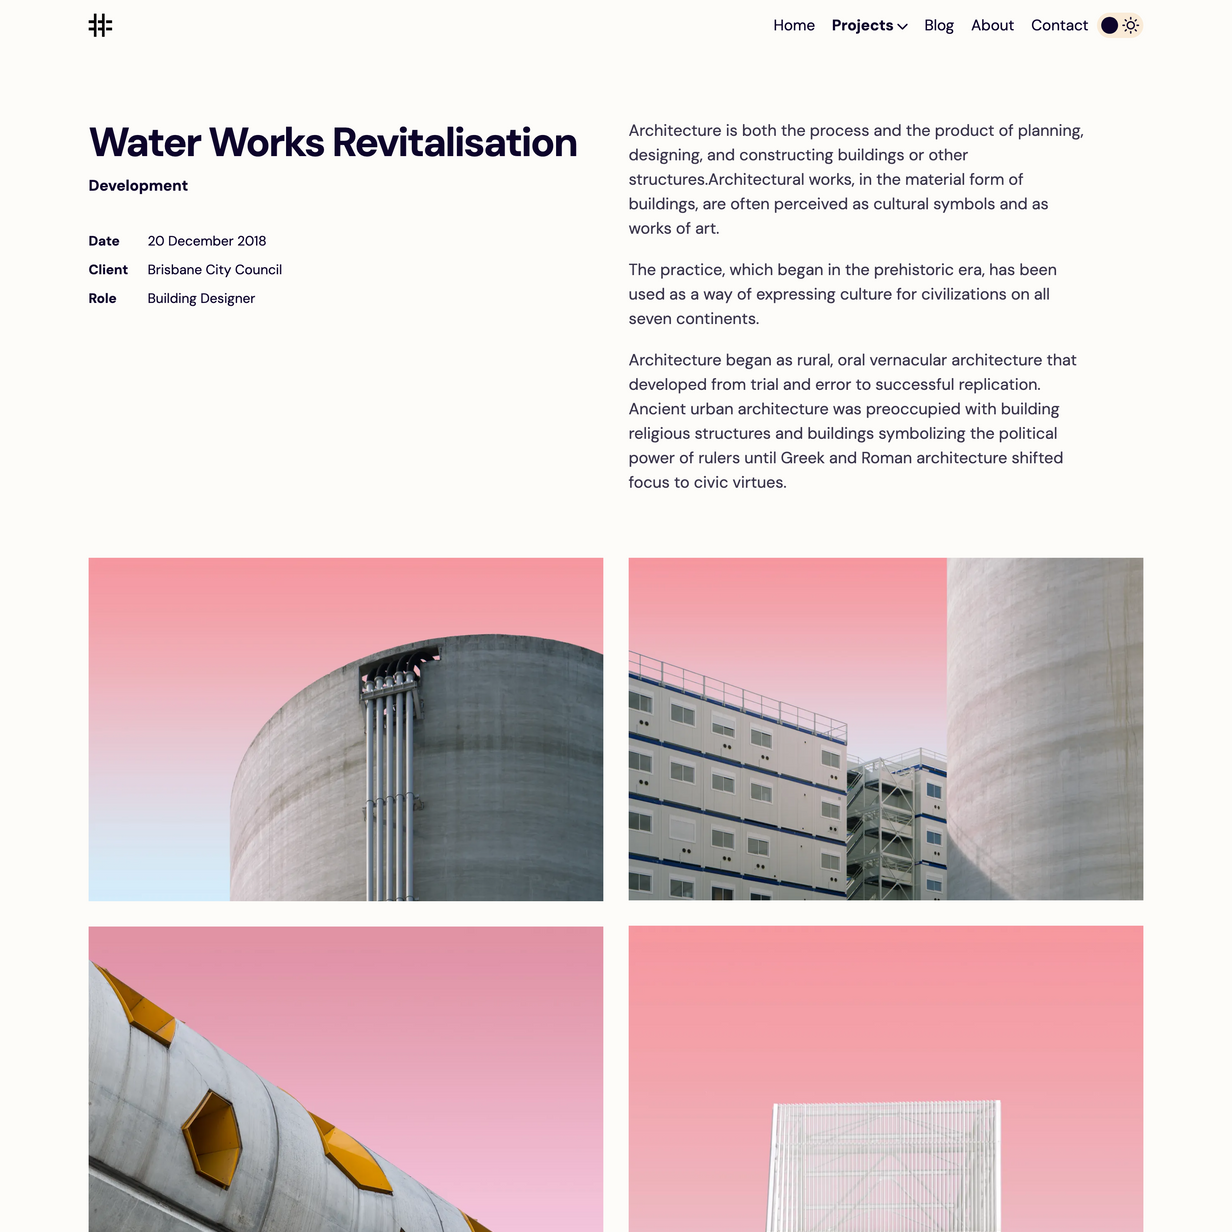 Home Projects Blog About Contact
Water Works Revitalisation
Development
Date 20 December 2018
Client Brisbane City Council
Role Building Designer
Architecture is both the process and the product of planning,
designing, and constructing buildings or other
structures.Architectural works, in the material form of
buildings, are often perceived as cultural symbols and as
works of art.
The practice, which began in the prehistoric era, has been
used as a way of expressing culture for civilizations on all
seven continents.
Architecture began as rural, oral vernacular architecture that
developed from trial and error to successful replication.
Ancient urban architecture was preoccupied with building
religious structures and buildings symbolizing the political
power of rulers until Greek and Roman architecture shifted
focus to civic virtues.